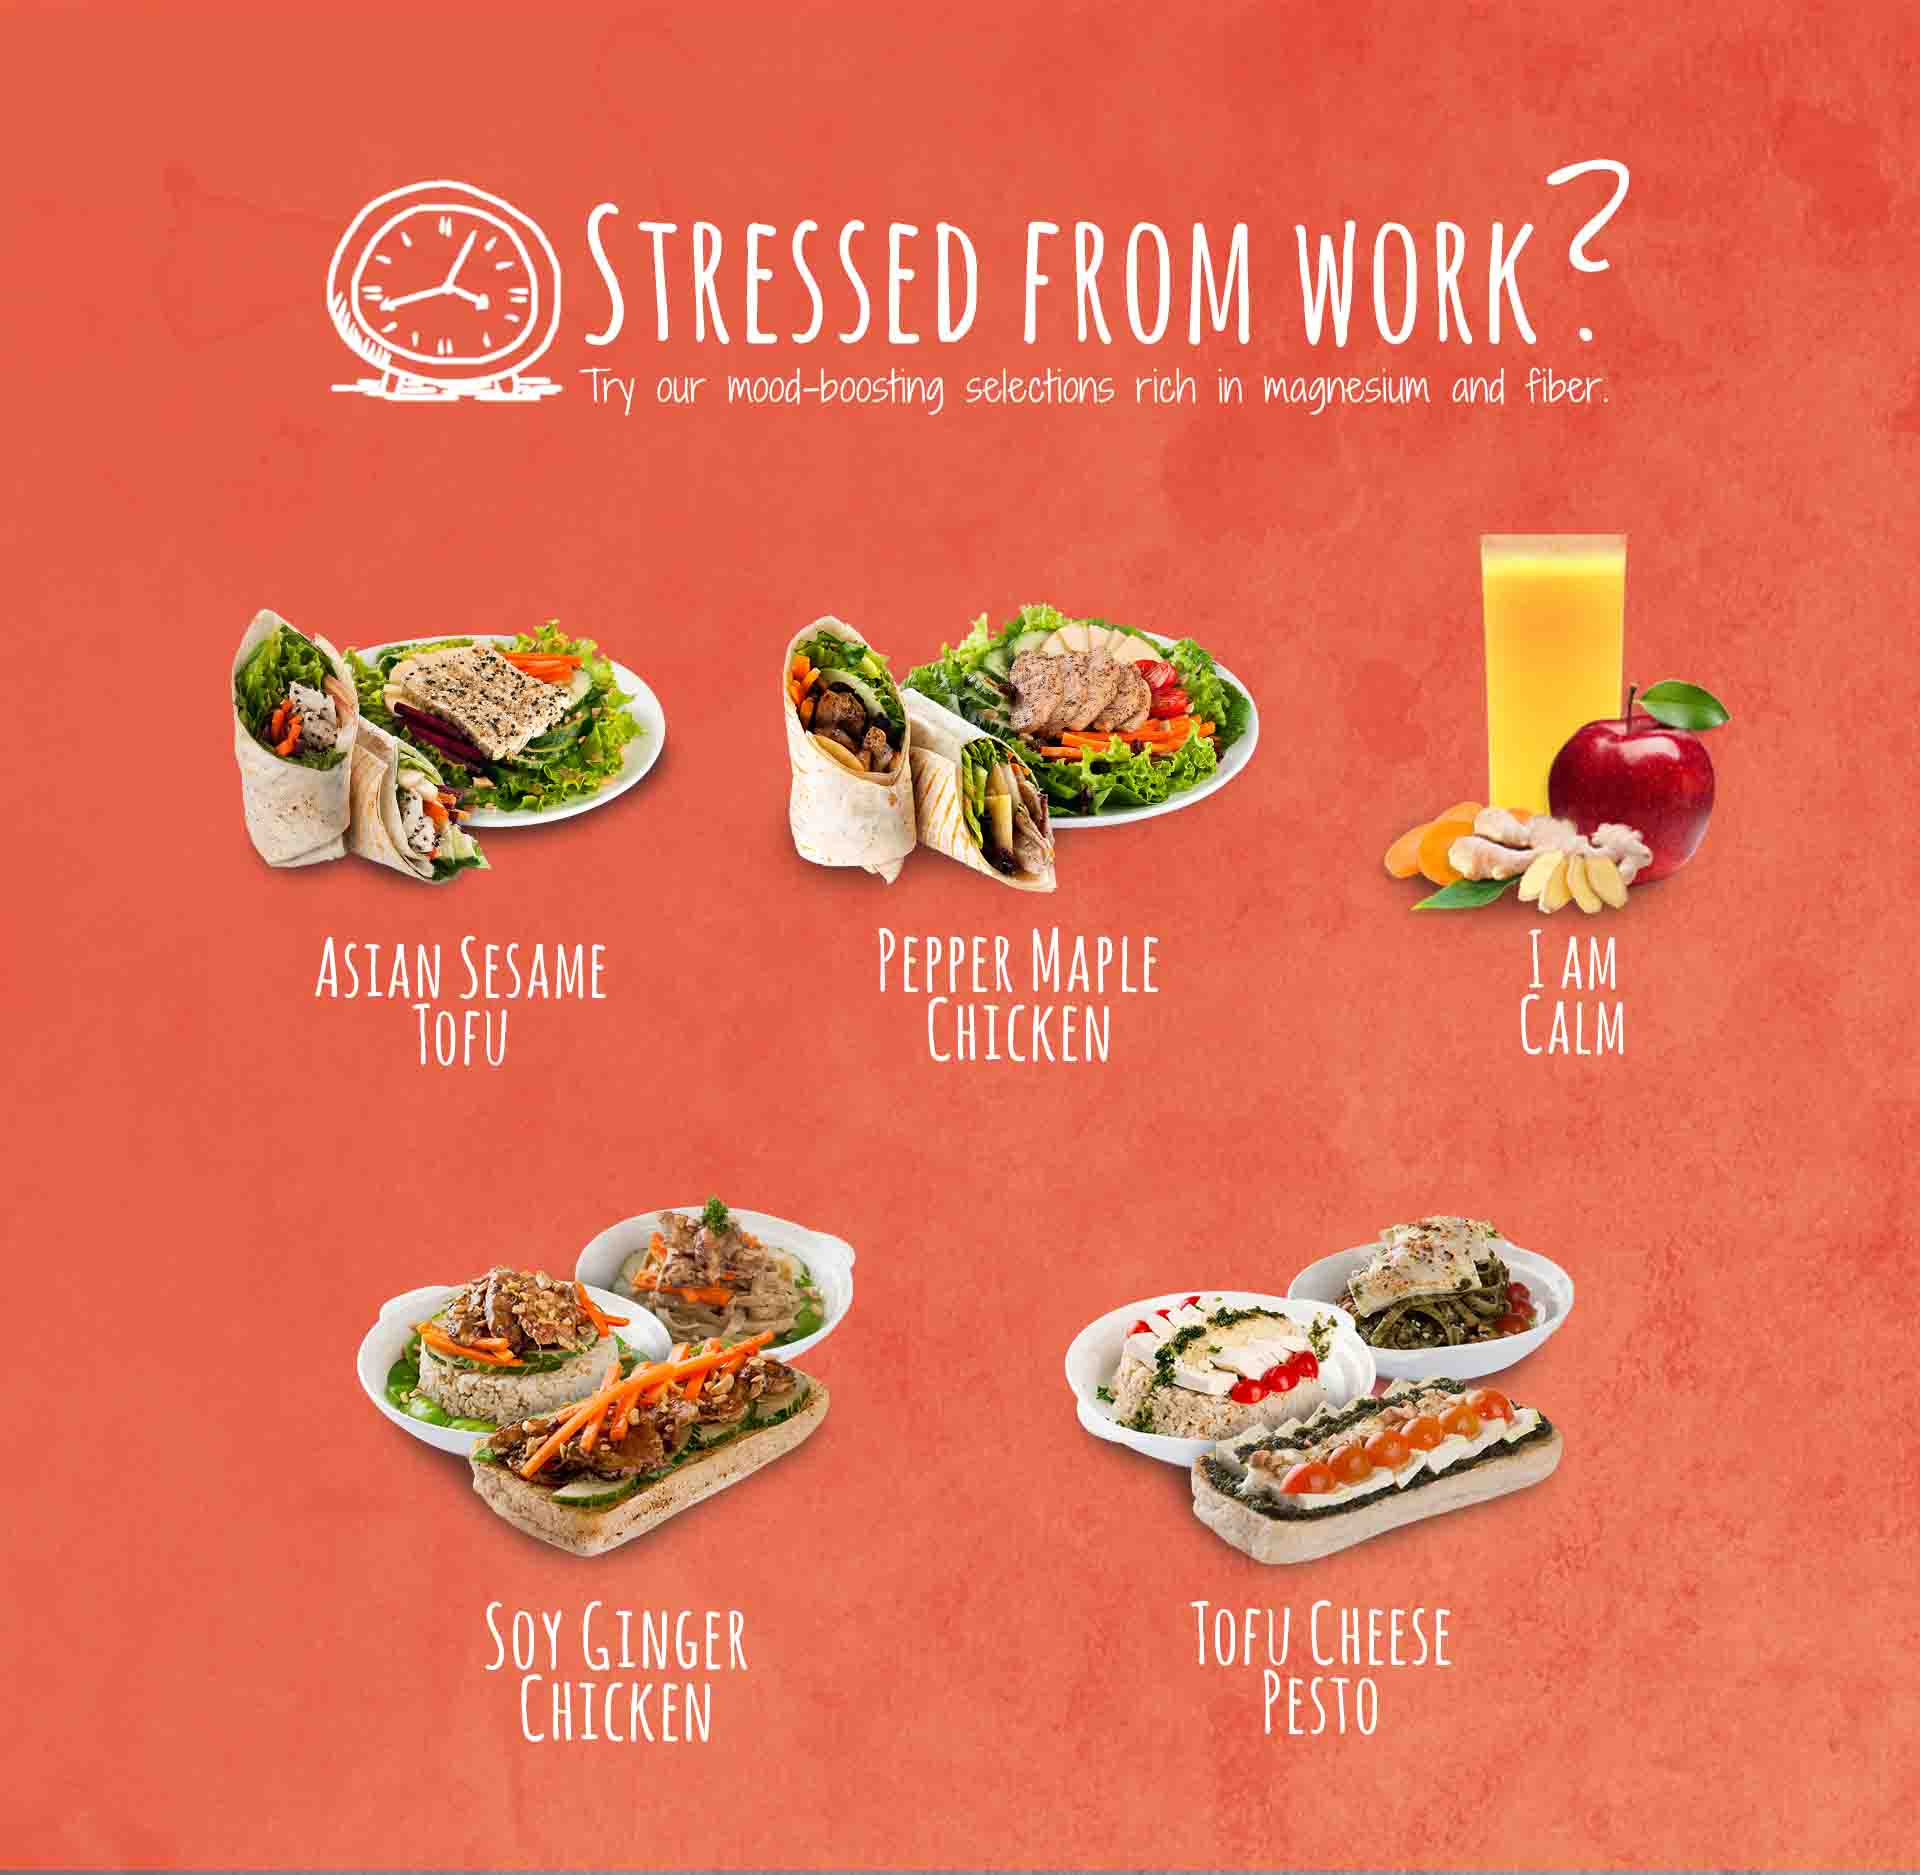 STRESSED FROM WORK?
Try our mood-boosting selections rich in magnesium and fiber.
ASIAN SESAME
TOFU
PEPPER MAPLE
CHICKEN
I AM
CALM
SOY GINGER
CHICKEN
TOFU CHEESE
PESTO